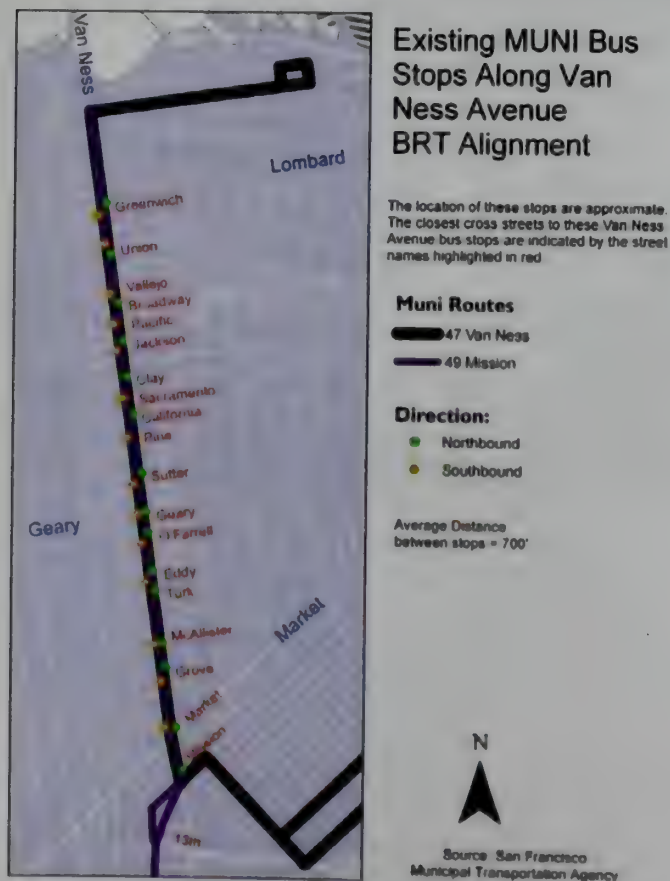 Van Ness
Lombard
Greenwich
Union
Vallejo
Broadway
Pacific
Jackson
Clay
Sacramento
California
Pine
Sutter
Geary
Geary
O'Farrell
Eddy
Turk
McAllister
Market
Grove
Market
Mission
13th
Existing MUNI Bus
Stops Along Van
Ness Avenue
BRT Alignment
The location of these stops are approximate.
The closest cross streets to these Van Ness
Avenue bus stops are indicated by the street
names highlighted in red
Muni Routes
47 Van Ness
49 Mission
Direction:
Northbound
Southbound
Average Distance
between stops = 700'
N
Source San Francisco
Municipal Transportation Agency